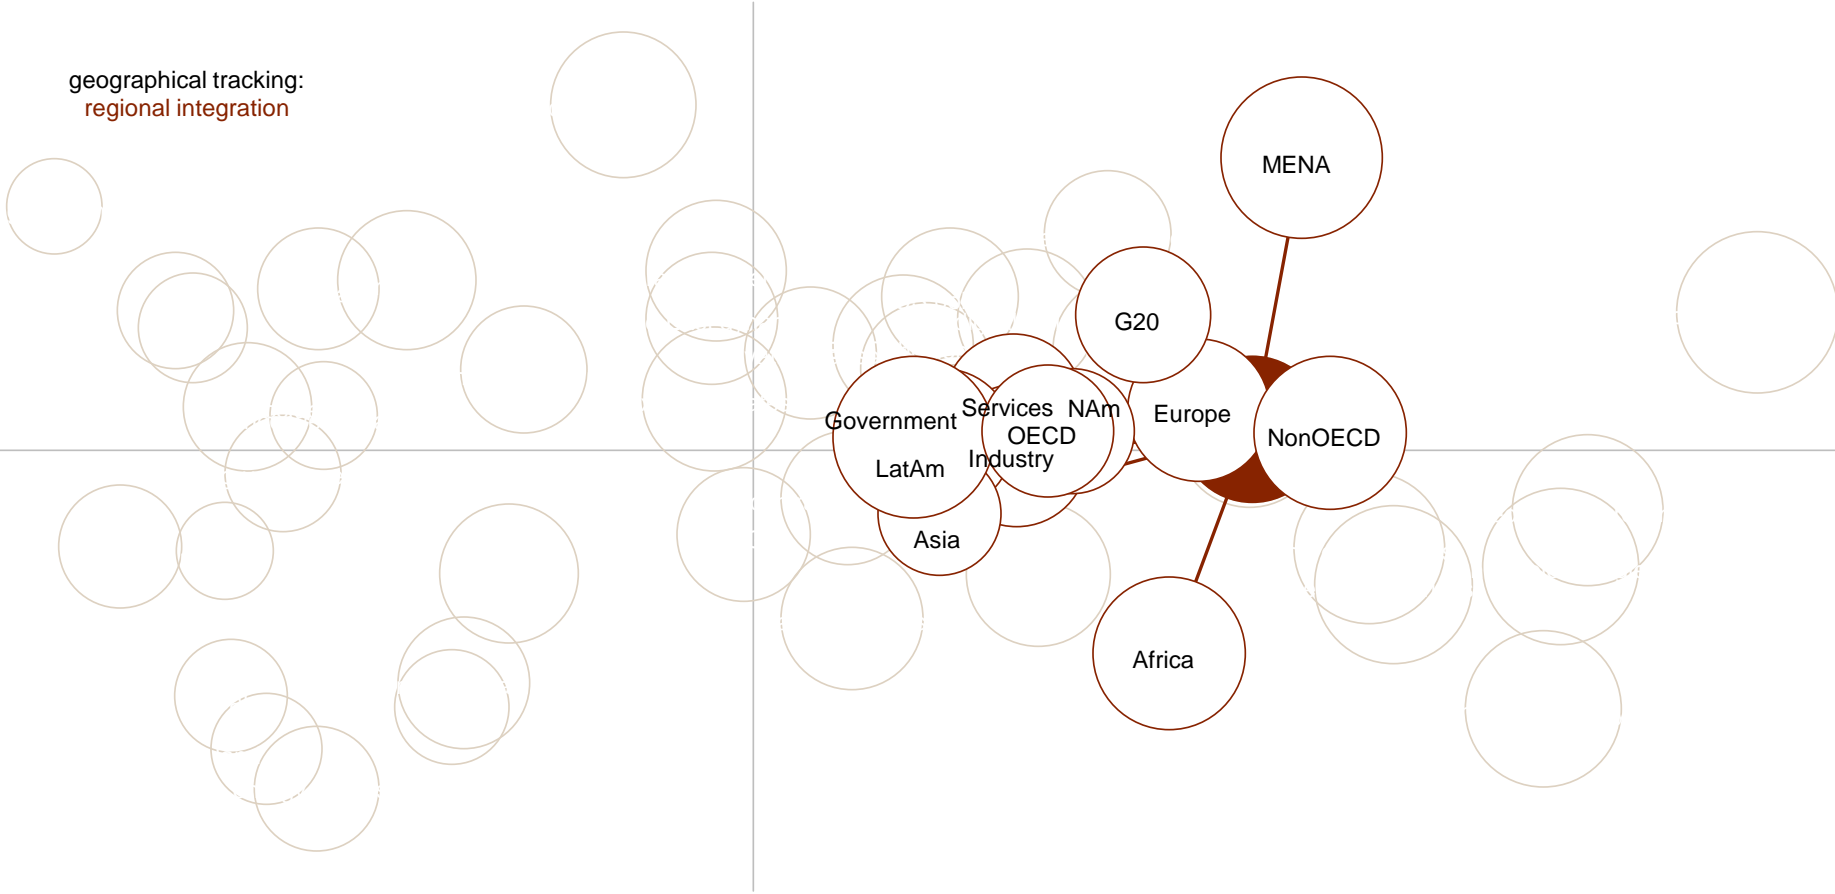 geographical tracking:
regional integration
MENA
G20
Services NAm
Government
Europe
OECD
NonOECD
Industry
LatAm
Asia
Africa